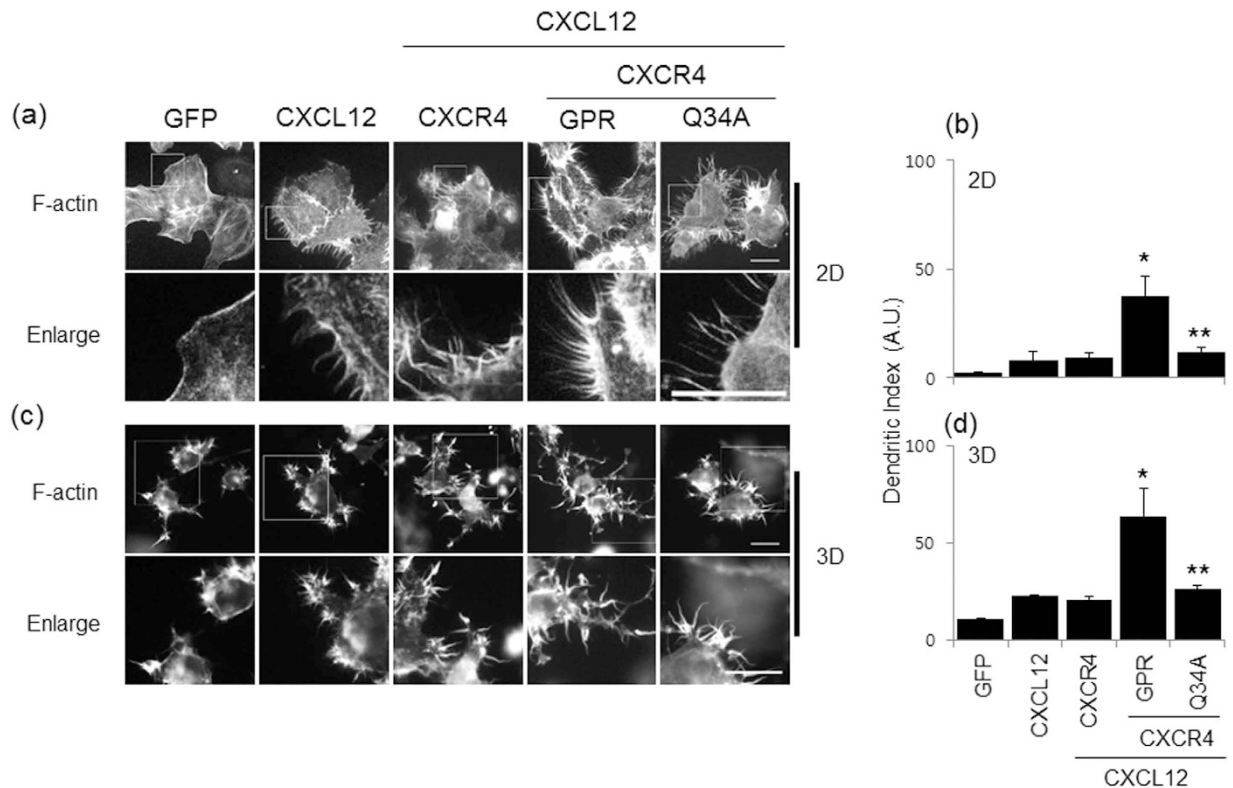 CXCL12
CXCR4
(a) GFP CXCL12 CXCR4 GPR Q34A
F-actin
Enlarge
2D
(c)
F-actin
Enlarge
3D
(b)
100
2D
50
*
**
0
Dendritic Index (A.U.)
(d)
100
3D
50
*
**
0
GFP CXCL12 CXCR4 GPR Q34A
CXCR4
CXCL12